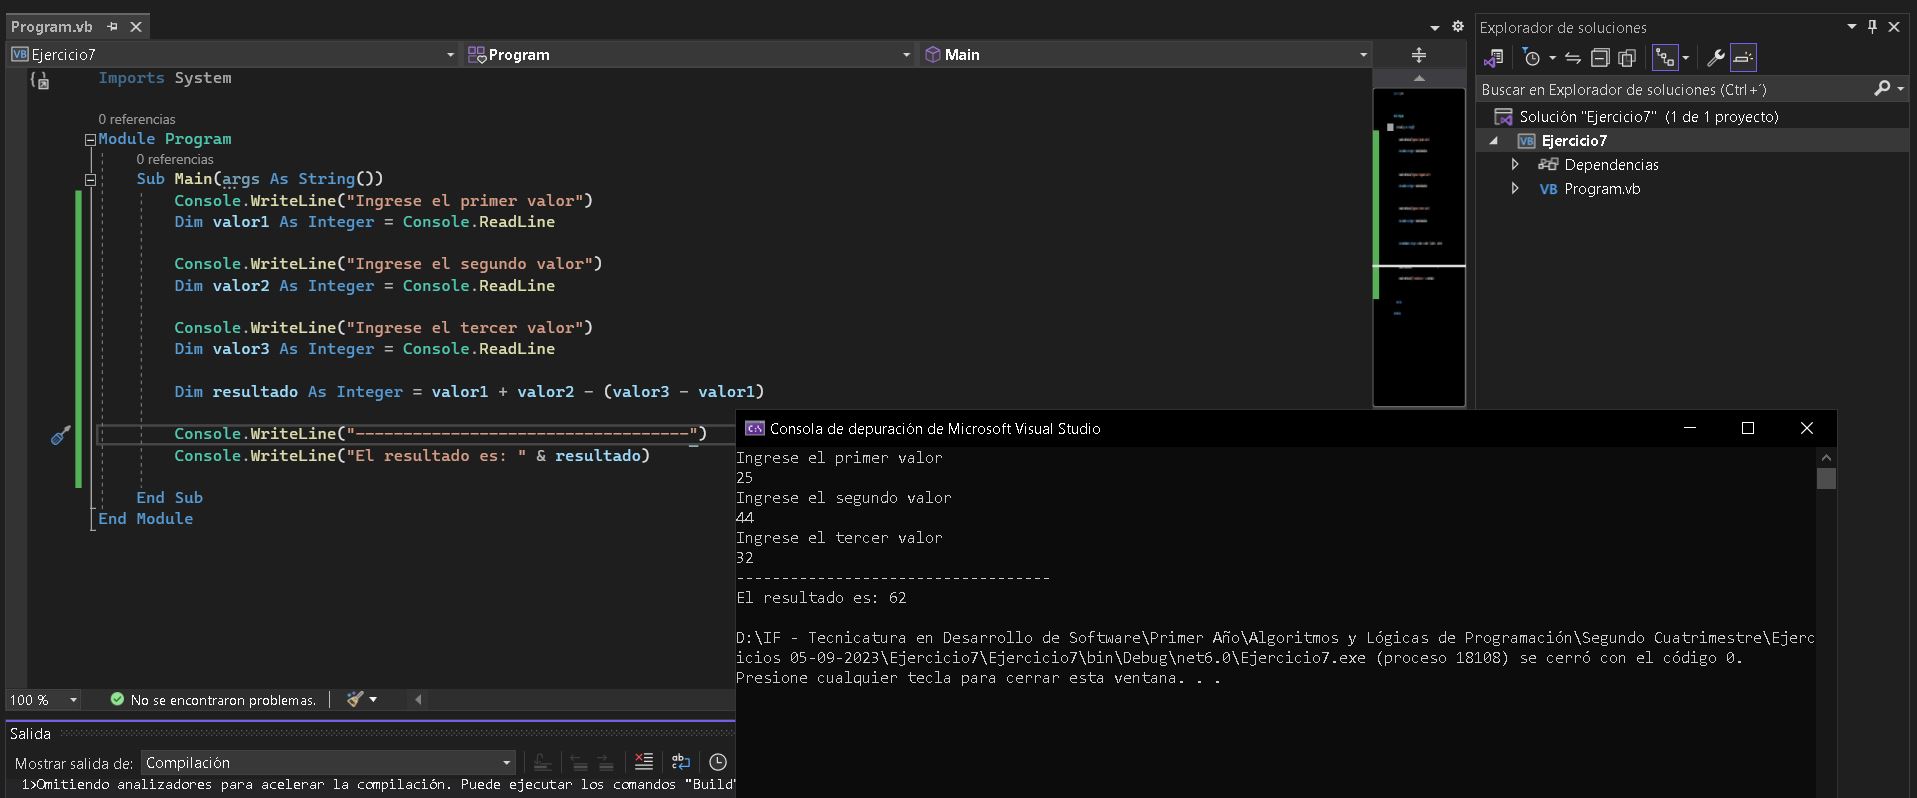 Program.vb
Ejercicio7
Program
Main
Imports System
0 referencias
Module Program
0 referencias
Sub Main(args As String())
Console.WriteLine("Ingrese el primer valor")
Dim valor1 As Integer = Console.ReadLine
Console.WriteLine("Ingrese el segundo valor")
Dim valor2 As Integer = Console.ReadLine
Console.WriteLine("Ingrese el tercer valor")
Dim valor3 As Integer = Console.ReadLine
Dim resultado As Integer = valor1 + valor2 - (valor3 - valor1)
Console.WriteLine("-----------------------------------")
Console.WriteLine("El resultado es: " & resultado)
End Sub
End Module
100 %
No se encontraron problemas.
Salida
Mostrar salida de: Compilación
1>Omitiendo analizadores para acelerar la compilación. Puede ejecutar los comandos "Build"
Explorador de soluciones
Buscar en Explorador de soluciones (Ctrl+´)
Solución "Ejercicio7" (1 de 1 proyecto)
VB Ejercicio7
Dependencias
VB Program.vb
Consola de depuración de Microsoft Visual Studio
Ingrese el primer valor
25
Ingrese el segundo valor
44
Ingrese el tercer valor
32
-----------------------------------
El resultado es: 62
D:\IF - Tecnicatura en Desarrollo de Software\Primer Año\Algoritmos y Lógicas de Programación\Segundo Cuatrimestre\Ejerc
icios 05-09-2023\Ejercicio7\Ejercicio7\bin\Debug\net6.0\Ejercicio7.exe (proceso 18108) se cerró con el código 0.
Presione cualquier tecla para cerrar esta ventana. . .